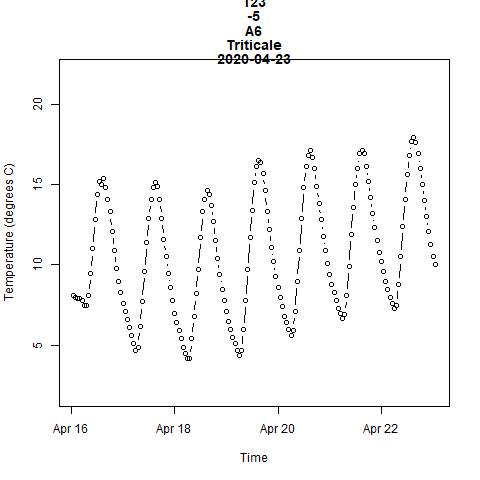 123
-5
A6
Triticale
2020-04-23
Temperature (degrees C)
20
15
10
5
Apr 16
Apr 18
Apr 20
Apr 22
Time